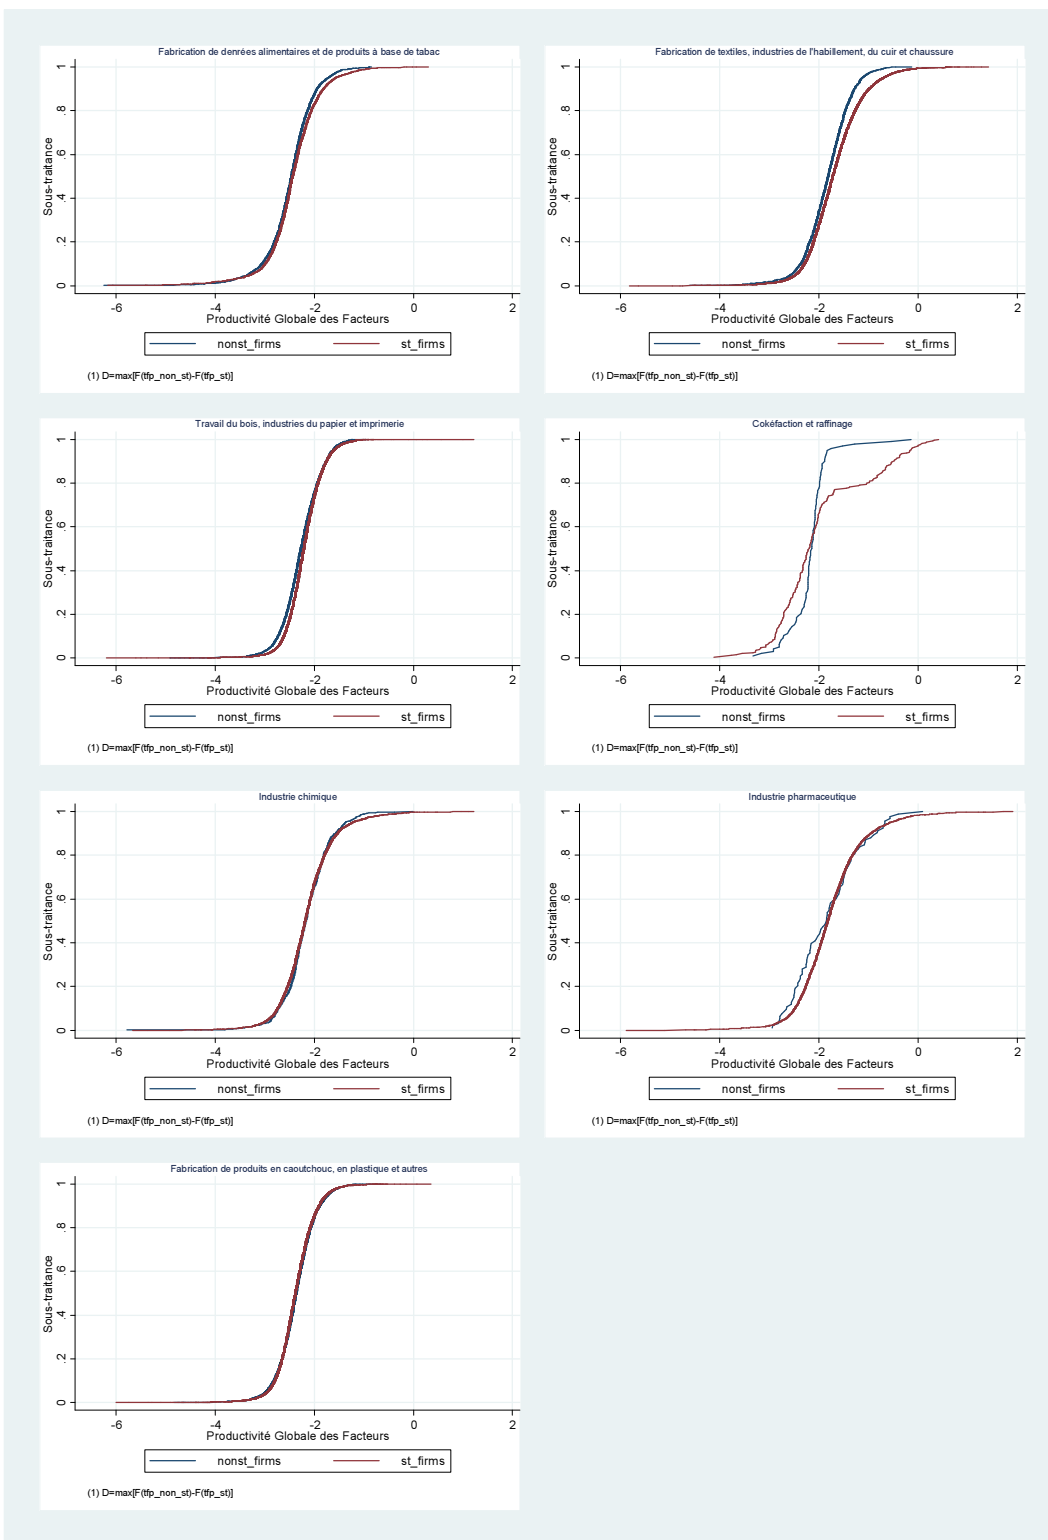 Fabrication de denrées alimentaires et de produits à base de tabac
Sous-traitance
0 .2 .4 .6 .8 1
-6 -4 -2 0 2
Productivité Globale des Facteurs
nonst_firms st_firms
(1) D=max[F(tfp_non_st)-F(tfp_st)]
Fabrication de textiles, industries de l'habillement, du cuir et chaussure
Sous-traitance
0 .2 .4 .6 .8 1
-6 -4 -2 0 2
Productivité Globale des Facteurs
nonst_firms st_firms
(1) D=max[F(tfp_non_st)-F(tfp_st)]
Travail du bois, industries du papier et imprimerie
Sous-traitance
0 .2 .4 .6 .8 1
-6 -4 -2 0 2
Productivité Globale des Facteurs
nonst_firms st_firms
(1) D=max[F(tfp_non_st)-F(tfp_st)]
Cokéfaction et raffinage
Sous-traitance
0 .2 .4 .6 .8 1
-6 -4 -2 0 2
Productivité Globale des Facteurs
nonst_firms st_firms
(1) D=max[F(tfp_non_st)-F(tfp_st)]
Industrie chimique
Sous-traitance
0 .2 .4 .6 .8 1
-6 -4 -2 0 2
Productivité Globale des Facteurs
nonst_firms st_firms
(1) D=max[F(tfp_non_st)-F(tfp_st)]
Industrie pharmaceutique
Sous-traitance
0 .2 .4 .6 .8 1
-6 -4 -2 0 2
Productivité Globale des Facteurs
nonst_firms st_firms
(1) D=max[F(tfp_non_st)-F(tfp_st)]
Fabrication de produits en caoutchouc, en plastique et autres
Sous-traitance
0 .2 .4 .6 .8 1
-6 -4 -2 0 2
Productivité Globale des Facteurs
nonst_firms st_firms
(1) D=max[F(tfp_non_st)-F(tfp_st)]